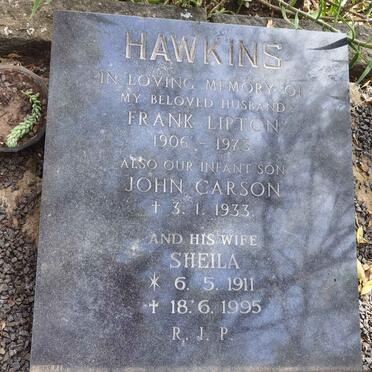 HAWKINS
IN LOVING MEMORY OF
MY BELOVED HUSBAND
FRANK LIPTON
1906 - 1973
ALSO OUR INFANT SON
JOHN CARSON
† 3. 1. 1933.
AND HIS WIFE
SHEILA
* 6. 5. 1911
† 18. 6. 1995
R. I. P.